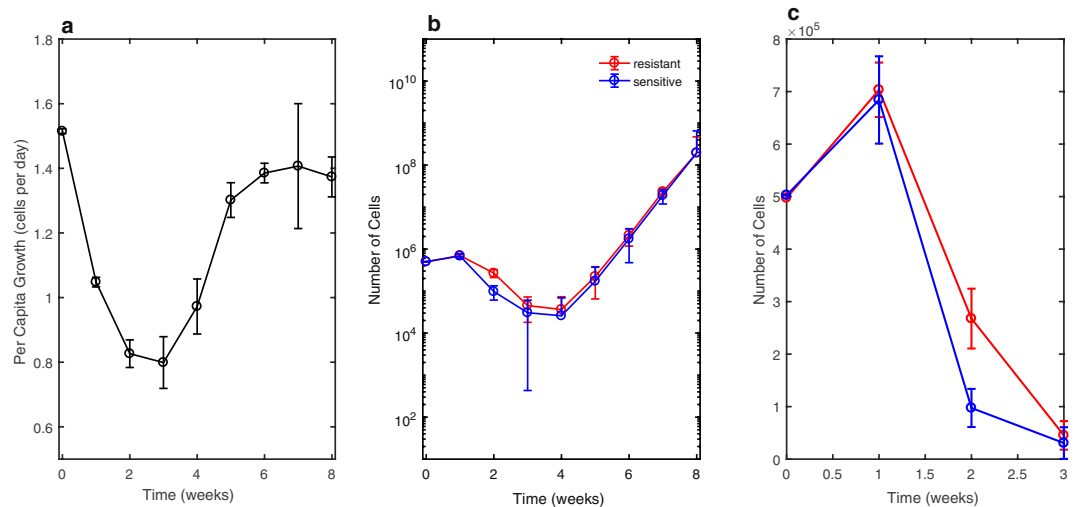 a
1.8
1.6
1.4
1.2
1
0.8
0.6
Per Capita Growth (cells per day)
0 2 4 6 8
Time (weeks)
b
resistant
sensitive
10^10
10^8
10^6
10^4
10^2
Number of Cells
0 2 4 6 8
Time (weeks)
c
×10^5
8
7
6
5
4
3
2
1
0
Number of Cells
0 0.5 1 1.5 2 2.5 3
Time (weeks)